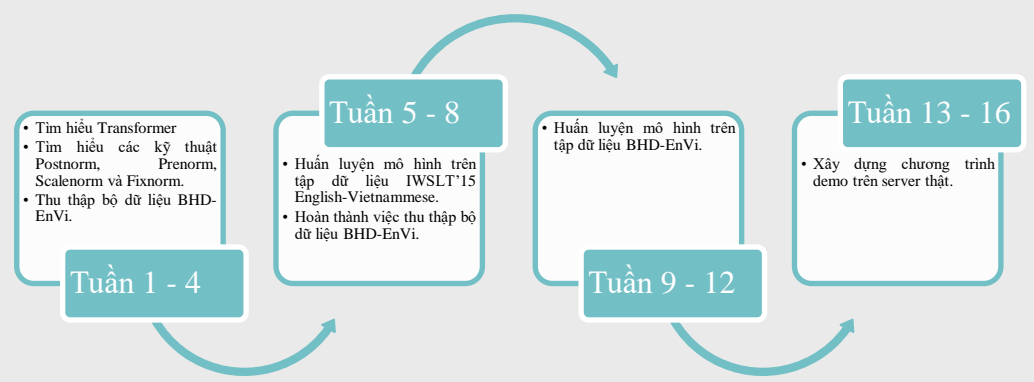 • Tìm hiểu Transformer
• Tìm hiểu các kỹ thuật
Postnorm, Prenorm,
Scalenorm và Fixnorm.
• Thu thập bộ dữ liệu BHD-
EnVi.
Tuần 1 - 4
Tuần 5 - 8
• Huấn luyện mô hình trên
tập dữ liệu IWSLT’15
English-Vietnammese.
• Hoàn thành việc thu thập bộ
dữ liệu BHD-EnVi.
• Huấn luyện mô hình trên
tập dữ liệu BHD-EnVi.
Tuần 9 - 12
Tuần 13 - 16
• Xây dựng chương trình
demo trên server thật.